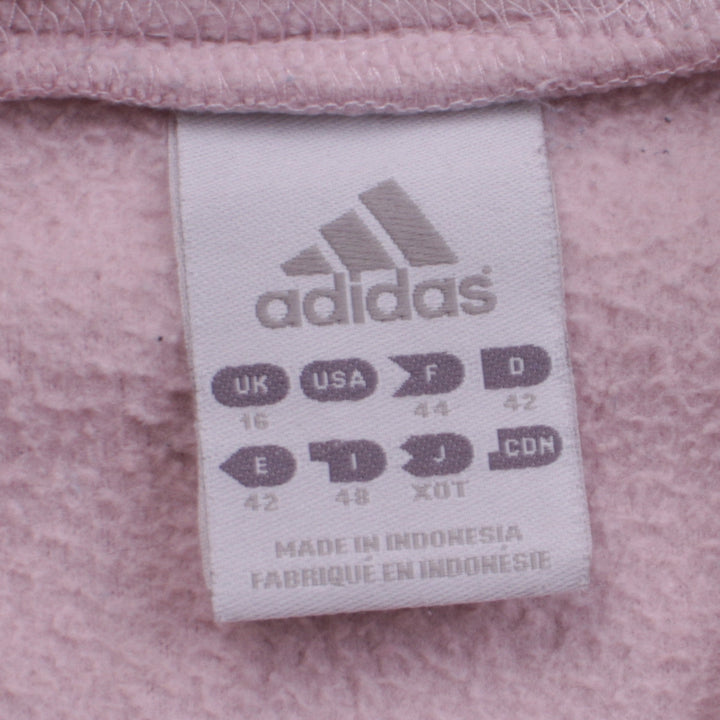 adidas
UK USA F D
16 44 42
E I J CDN
42 48 XOT
MADE IN INDONESIA
FABRIQUÉ EN INDONÉSIE